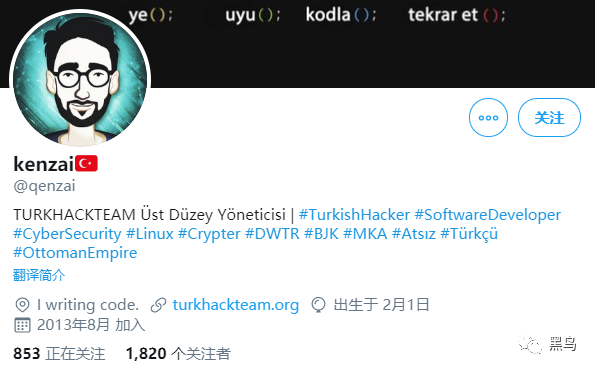 ye(); uyu(); kodla(); tekrar et ();
关注
kenzai🇹🇷
@qenzai
TURKHACKTEAM Üst Düzey Yöneticisi | #TurkishHacker #SoftwareDeveloper
#CyberSecurity #Linux #Crypter #DWTR #BJK #MKA #Atsız #Türkçü
#OttomanEmpire
翻译简介
I writing code. turkhackteam.org 出生于 2月1日
2013年8月 加入
853 正在关注 1,820 个关注者
黑鸟